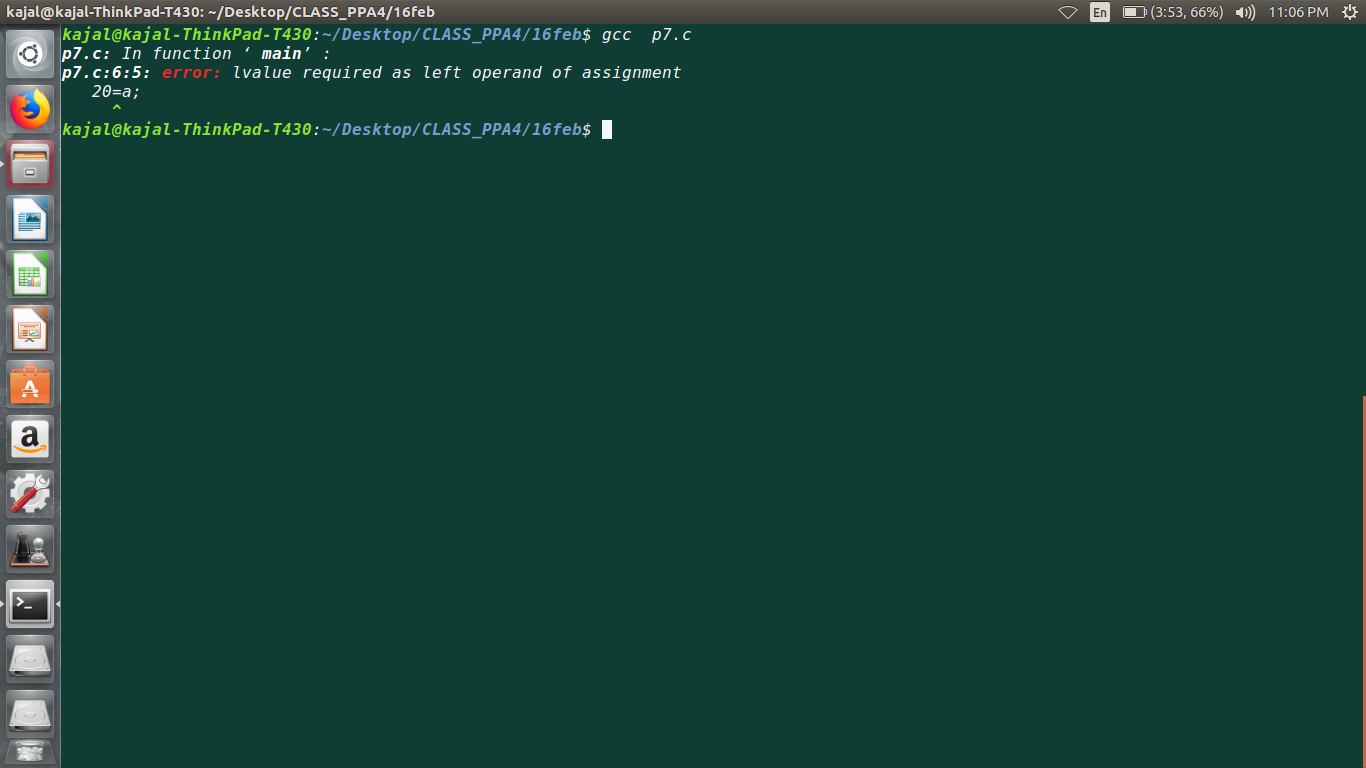 kajal@kajal-ThinkPad-T430: ~/Desktop/CLASS_PPA4/16feb En (3:53, 66%) 11:06 PM
kajal@kajal-ThinkPad-T430:~/Desktop/CLASS_PPA4/16feb$ gcc  p7.c
p7.c: In function ‘ main’ :
p7.c:6:5: error: lvalue required as left operand of assignment
   20=a;
     ^
kajal@kajal-ThinkPad-T430:~/Desktop/CLASS_PPA4/16feb$